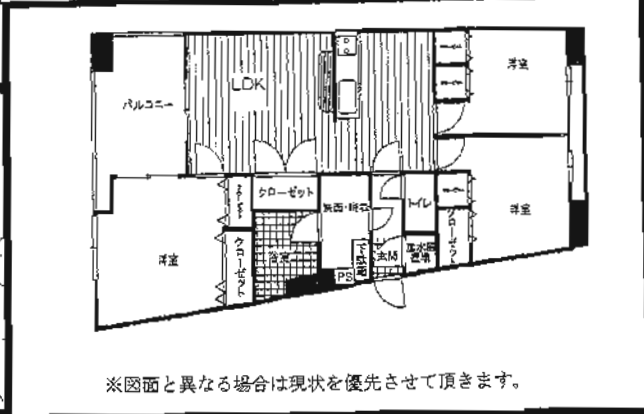 洋室
LDK
バルコニー
クローゼット
洗面・脱衣
トイレ
洋室
クローゼット
洋室
クローゼット
浴室
玄関
PS
※図面と異なる場合は現状を優先させて頂きます。